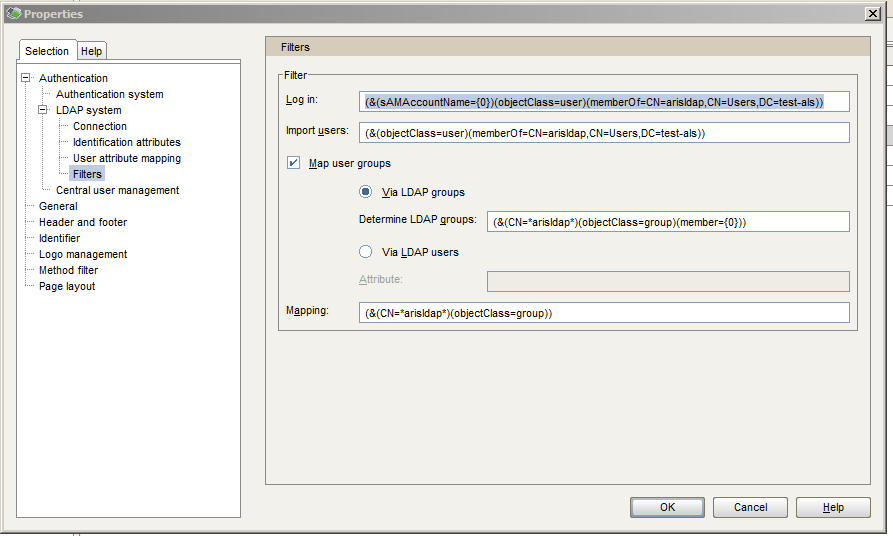 Properties
Selection
Help
Authentication
Authentication system
LDAP system
Connection
Identification attributes
User attribute mapping
Filters
Central user management
General
Header and footer
Identifier
Logo management
Method filter
Page layout
Filters
Filter
Log in: (&(sAMAccountName={0})(objectClass=user)(memberOf=CN=arisldap,CN=Users,DC=test-als))
Import users: (&(objectClass=user)(memberOf=CN=arisldap,CN=Users,DC=test-als))
Map user groups
Via LDAP groups
Determine LDAP groups: (&(CN=*arisldap*)(objectClass=group)(member={0}))
Via LDAP users
Attribute:
Mapping: (&(CN=*arisldap*)(objectClass=group))
OK Cancel Help